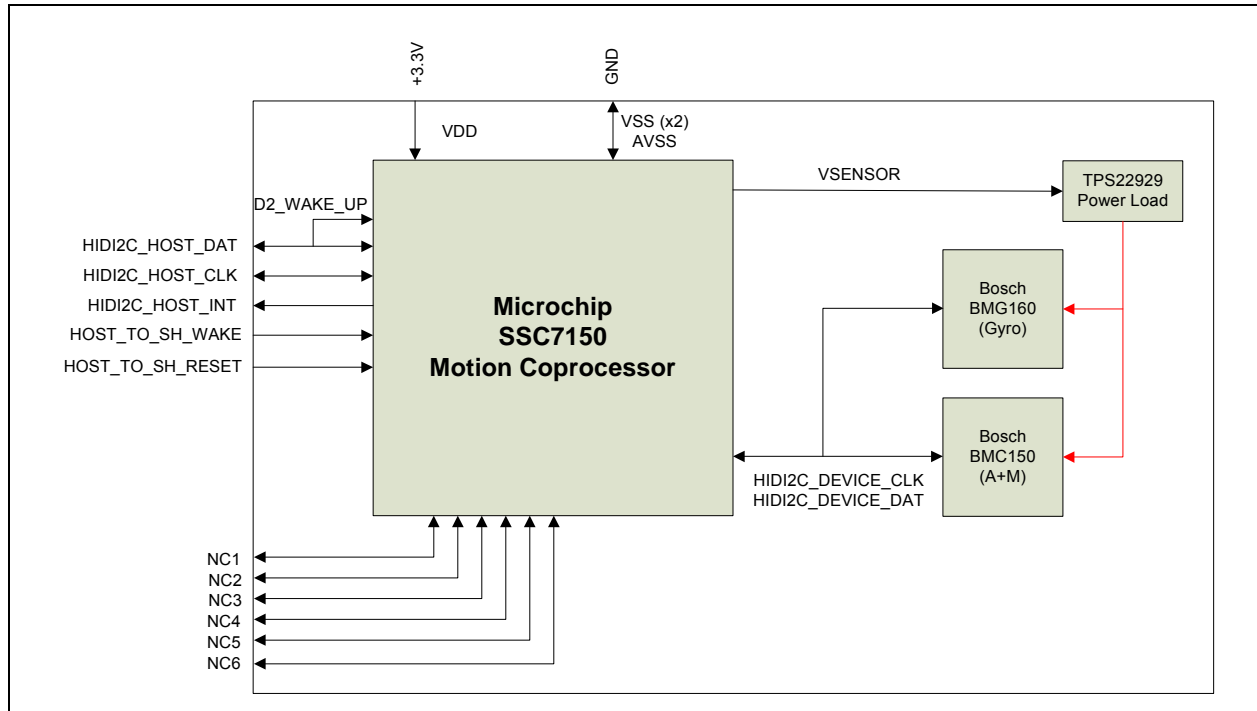 +3.3V
GND
VDD
VSS (x2)
AVSS
VSENSOR
TPS22929
Power Load
D2_WAKE_UP
HIDI2C_HOST_DAT
HIDI2C_HOST_CLK
HIDI2C_HOST_INT
HOST_TO_SH_WAKE
HOST_TO_SH_RESET
Microchip
SSC7150
Motion Coprocessor
Bosch
BMG160
(Gyro)
Bosch
BMC150
(A+M)
HIDI2C_DEVICE_CLK
HIDI2C_DEVICE_DAT
NC1
NC2
NC3
NC4
NC5
NC6